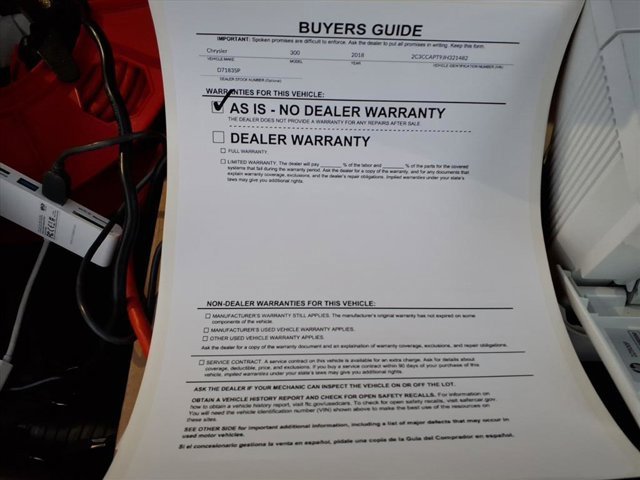 BUYERS GUIDE
IMPORTANT: Spoken promises are difficult to enforce. Ask the dealer to put all promises in writing. Keep this form.
Chrysler 300 2018 2C3CCAPT9JH321482
VEHICLE MAKE MODEL YEAR VEHICLE IDENTIFICATION NUMBER (VIN)
D71835P
DEALER STOCK NUMBER (Optional)
WARRANTIES FOR THIS VEHICLE:
✓ AS IS - NO DEALER WARRANTY
THE DEALER DOES NOT PROVIDE A WARRANTY FOR ANY REPAIRS AFTER SALE.
☐ DEALER WARRANTY
☐ FULL WARRANTY.
☐ LIMITED WARRANTY. The dealer will pay ______ % of the labor and ______ % of the parts for the covered
systems that fail during the warranty period. Ask the dealer for a copy of the warranty, and for any documents that
explain warranty coverage, exclusions, and the dealer's repair obligations. Implied warranties under your state's
laws may give you additional rights.
NON-DEALER WARRANTIES FOR THIS VEHICLE:
☐ MANUFACTURER'S WARRANTY STILL APPLIES. The manufacturer's original warranty has not expired on some
components of the vehicle.
☐ MANUFACTURER'S USED VEHICLE WARRANTY APPLIES.
☐ OTHER USED VEHICLE WARRANTY APPLIES.
Ask the dealer for a copy of the warranty document and an explanation of warranty coverage, exclusions, and repair obligations.
☐ SERVICE CONTRACT. A service contract on this vehicle is available for an extra charge. Ask for details about
coverage, deductible, price, and exclusions. If you buy a service contract within 90 days of your purchase of this
vehicle, implied warranties under your state's laws may give you additional rights.
ASK THE DEALER IF YOUR MECHANIC CAN INSPECT THE VEHICLE ON OR OFF THE LOT.
OBTAIN A VEHICLE HISTORY REPORT AND CHECK FOR OPEN SAFETY RECALLS. For information on
how to obtain a vehicle history report, visit ftc.gov/usedcars. To check for open safety recalls, visit safercar.gov.
You will need the vehicle identification number (VIN) shown above to make the best use of the resources on
these sites.
SEE OTHER SIDE for important additional information, including a list of major defects that may occur in
used motor vehicles.
Si el concesionario gestiona la venta en español, pídale una copia de la Guía del Comprador en español.